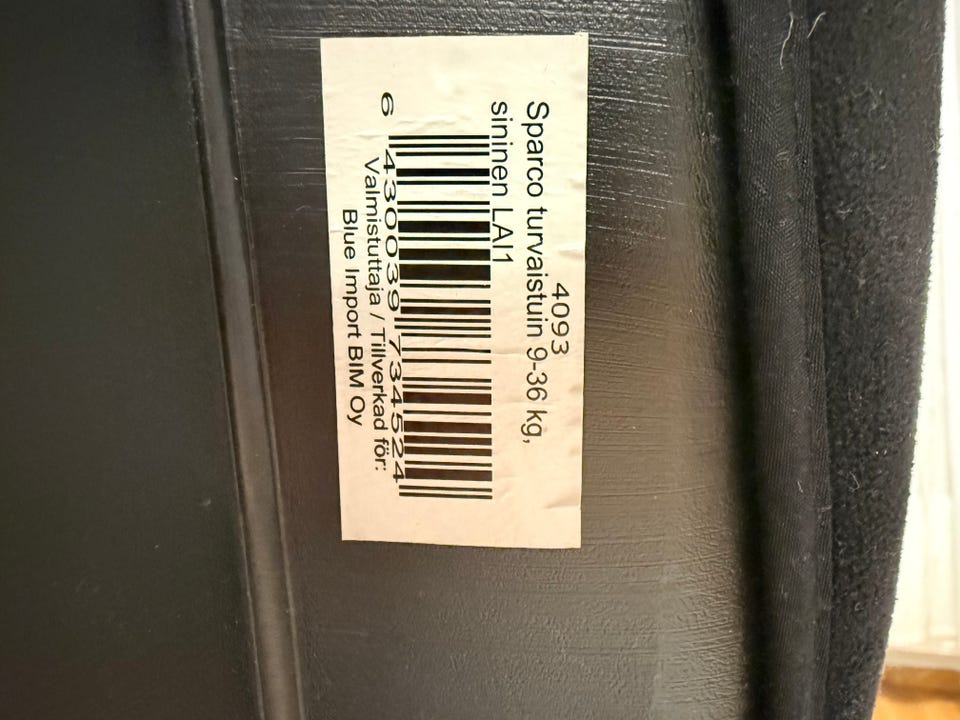 4093
Sparco turvaistuin 9-36 kg,
sininen LAI1
6 430039 734524
Valmistuttaja / Tillverkad för:
Blue Import BIM Oy